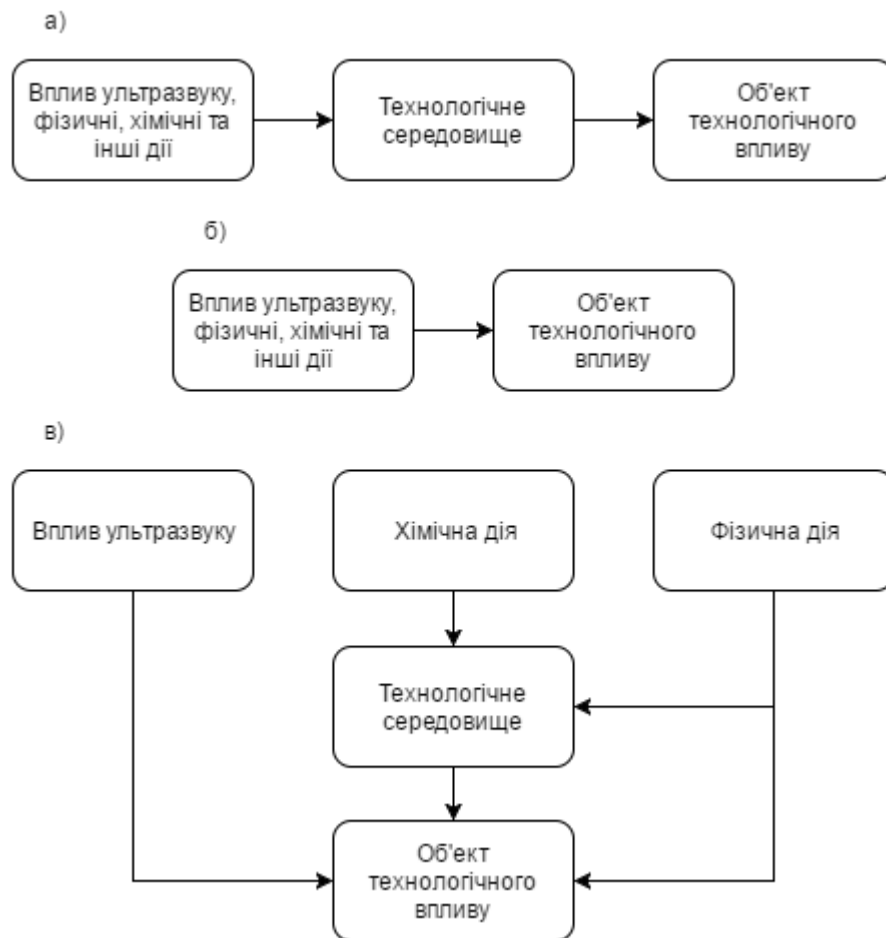 а)
Вплив ультразвуку,
фізичні, хімічні та
інші дії
Технологічне
середовище
Об'єкт
технологічного
впливу
б)
Вплив ультразвуку,
фізичні, хімічні та
інші дії
Об'єкт
технологічного
впливу
в)
Вплив ультразвуку
Хімічна дія
Фізична дія
Технологічне
середовище
Об'єкт
технологічного
впливу